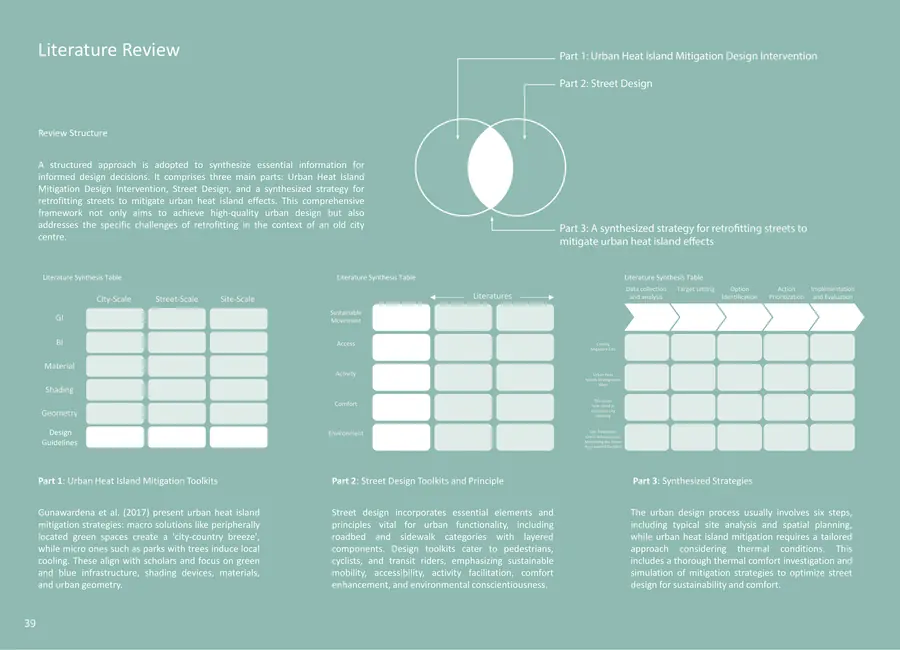 Literature Review
Part 1: Urban Heat island Mitigation Design Intervention
Part 2: Street Design
Review Structure
A structured approach is adopted to synthesize essential information for
informed design decisions. It comprises three main parts: Urban Heat Island
Mitigation Design Intervention, Street Design, and a synthesized strategy for
retrofitting streets to mitigate urban heat island effects. This comprehensive
framework not only aims to achieve high-quality urban design but also
addresses the specific challenges of retrofitting in the context of an old city
centre.
Part 3: A synthesized strategy for retrofitting streets to
mitigate urban heat island effects
Literature Synthesis Table
City-Scale Street-Scale Site-Scale
GI
BI
Material
Shading
Geometry
Design
Guidelines
Literature Synthesis Table
Literatures
Sustainable
Movement
Access
Activity
Comfort
Environment
Literature Synthesis Table
Data collection Target setting Option Action Implementation
and analysis Identification Prioritization and Evaluation
Part 1: Urban Heat Island Mitigation Toolkits
Gunawardena et al. (2017) present urban heat island
mitigation strategies: macro solutions like peripherally
located green spaces create a 'city-country breeze',
while micro ones such as parks with trees induce local
cooling. These align with scholars and focus on green
and blue infrastructure, shading devices, materials,
and urban geometry.
Part 2: Street Design Toolkits and Principle
Street design incorporates essential elements and
principles vital for urban functionality, including
roadbed and sidewalk categories with layered
components. Design toolkits cater to pedestrians,
cyclists, and transit riders, emphasizing sustainable
mobility, accessibility, activity facilitation, comfort
enhancement, and environmental conscientiousness.
Part 3: Synthesized Strategies
The urban design process usually involves six steps,
including typical site analysis and spatial planning,
while urban heat island mitigation requires a tailored
approach considering thermal conditions. This
includes a thorough thermal comfort investigation and
simulation of mitigation strategies to optimize street
design for sustainability and comfort.
39